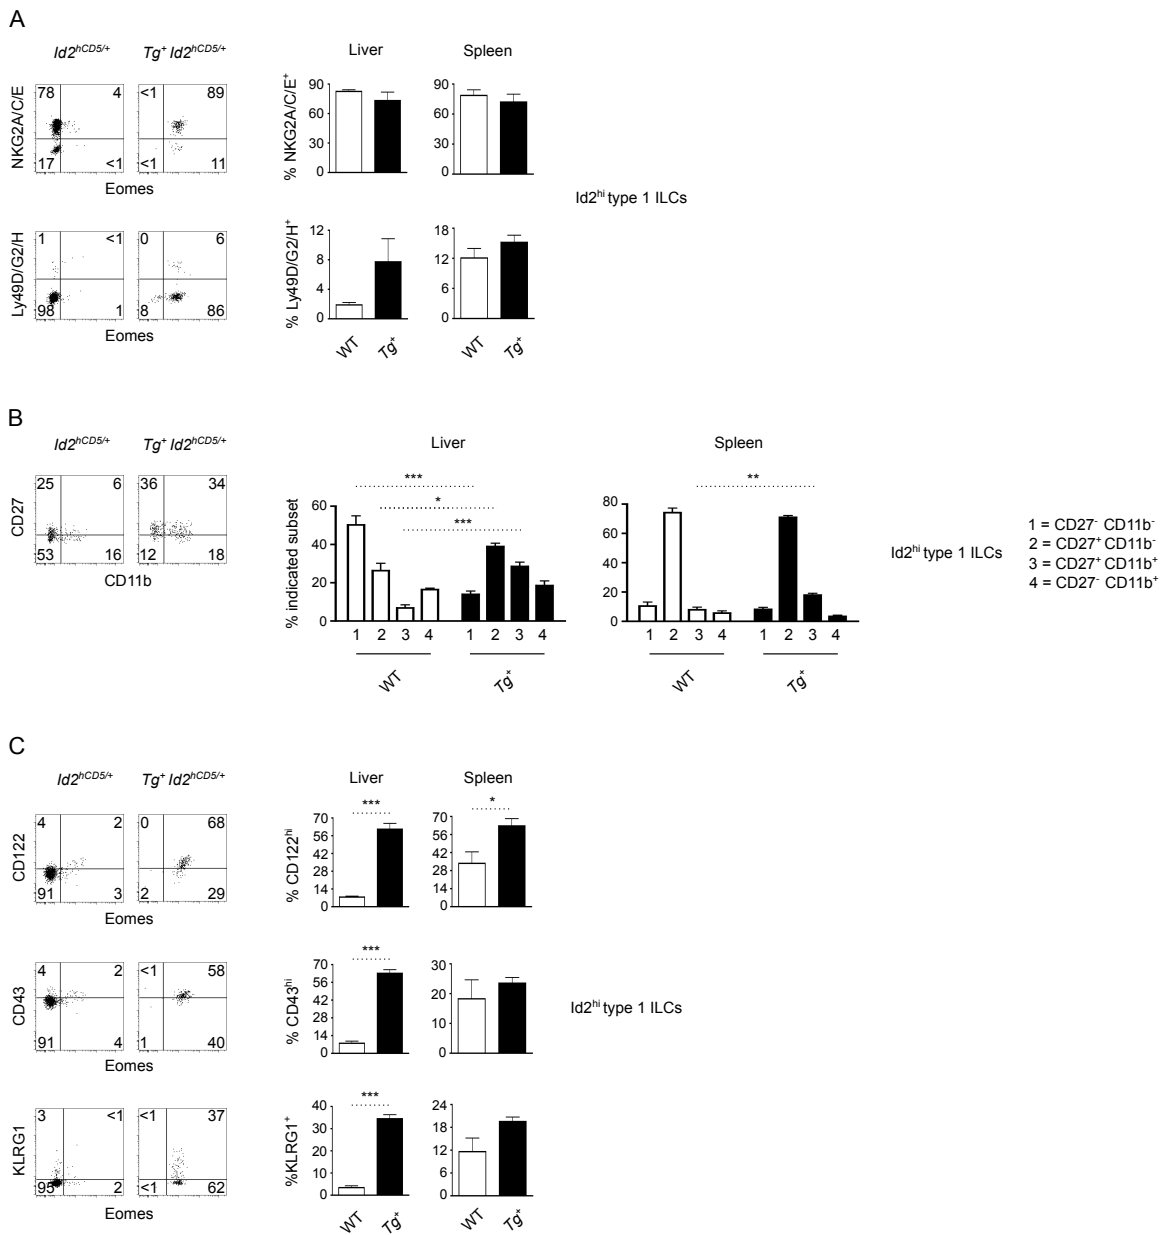 A
Id2hCD5/+ Tg+ Id2hCD5/+ Liver Spleen
NKG2A/C/E
78 4
17 <1
<1 89
<1 11
Eomes
% NKG2A/C/E+
90
60
30
0
90
60
30
0
Id2hi type 1 ILCs
Ly49D/G2/H
1 <1
98 1
0 6
8 86
Eomes
% Ly49D/G2/H+
12
8
4
0
18
12
6
0
WT Tg+ WT Tg+
B
Id2hCD5/+ Tg+ Id2hCD5/+ Liver Spleen
CD27
25 6
53 16
36 34
12 18
CD11b
% indicated subset
***
*
***
60
40
20
0
1 2 3 4 1 2 3 4
WT Tg+
**
80
60
40
20
0
1 2 3 4 1 2 3 4
WT Tg+
Id2hi type 1 ILCs
1 = CD27- CD11b-
2 = CD27+ CD11b-
3 = CD27+ CD11b+
4 = CD27- CD11b+
C
Id2hCD5/+ Tg+ Id2hCD5/+ Liver Spleen
CD122
4 2
91 3
0 68
2 29
Eomes
% CD122hi
***
70
56
42
28
14
0
*
70
56
42
28
14
0
CD43
4 2
91 4
<1 58
1 40
Eomes
% CD43hi
***
70
56
42
28
14
0
30
20
10
0
Id2hi type 1 ILCs
KLRG1
3 <1
95 2
<1 37
<1 62
Eomes
%KLRG1+
***
40
30
20
10
0
24
18
12
6
0
WT Tg+ WT Tg+